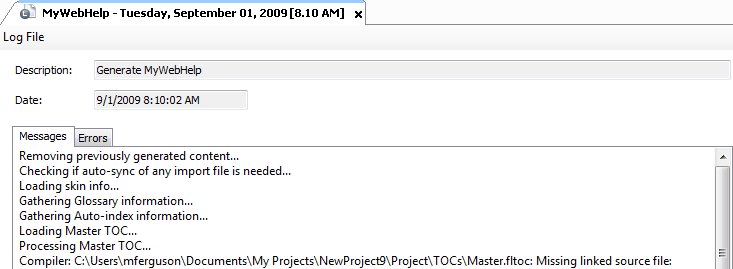 MyWebHelp - Tuesday, September 01, 2009 [8.10 AM]
Log File
Description: Generate MyWebHelp
Date: 9/1/2009 8:10:02 AM
Messages Errors
Removing previously generated content...
Checking if auto-sync of any import file is needed...
Loading skin info...
Gathering Glossary information...
Gathering Auto-index information...
Loading Master TOC...
Processing Master TOC...
Compiler: C:\Users\mferguson\Documents\My Projects\NewProject9\Project\TOCs\Master.fltoc: Missing linked source file: